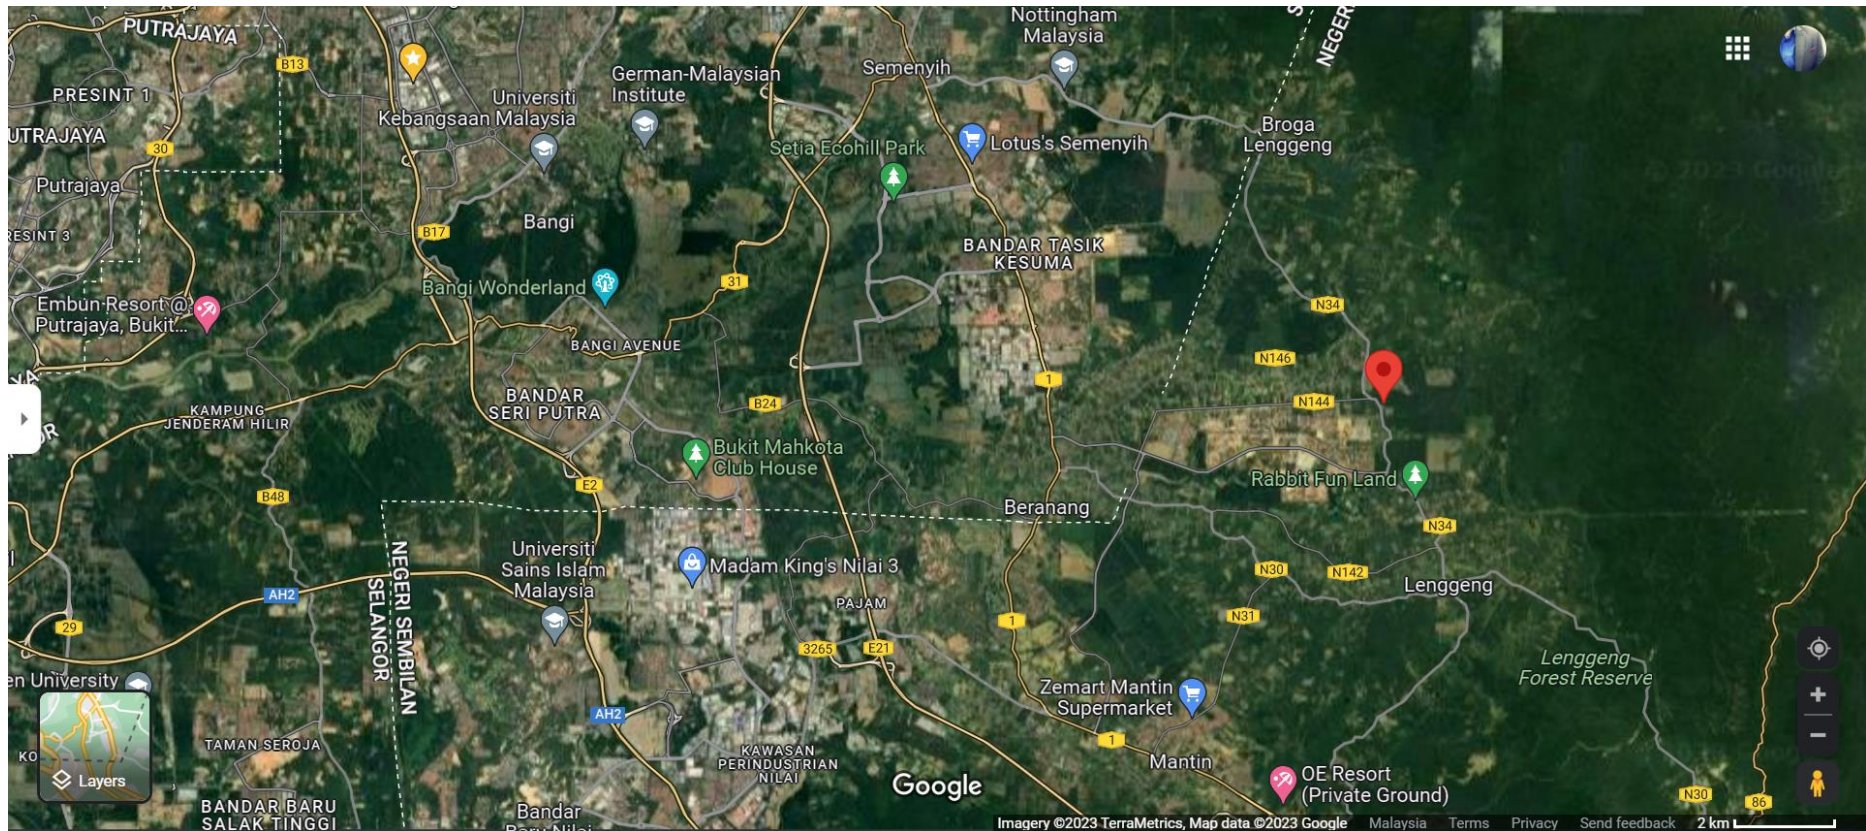 PUTRAJAYA
B13
PRESINT 1
UTRAJAYA
30
Putrajaya
RESINT 3
Universiti
Kebangsaan Malaysia
German-Malaysian
Institute
Semenyih
Nottingham
Malaysia
NEGER
Broga
Lenggeng
Setia Ecohill Park
Lotus's Semenyih
© 2023 Google
Bangi
B17
BANDAR TASIK
KESUMA
31
Bangi Wonderland
Embun Resort @
Putrajaya, Bukit...
BANGI AVENUE
N34
N146
1
N144
BANDAR
SERI PUTRA
B24
KAMPUNG
JENDERAM HILIR
Bukit Mahkota
Club House
Rabbit Fun Land
E2
B48
Beranang
N34
NEGERI SEMBILAN
SELANGOR
Universiti
Sains Islam
Malaysia
Madam King's Nilai 3
AH2
PAJAM
N30
N142
Lenggeng
N31
29
1
3265
E21
Lenggeng
Forest Reserve
en University
Zemart Mantin
Supermarket
AH2
TAMAN SEROJA
KO
Layers
KAWASAN
PERINDUSTRIAN
NILAI
1
Mantin
OE Resort
(Private Ground)
N30
86
BANDAR BARU
SALAK TINGGI
Bandar
Baru Nilai
Google
Imagery ©2023 TerraMetrics, Map data ©2023 Google
Malaysia
Terms
Privacy
Send feedback
2 km